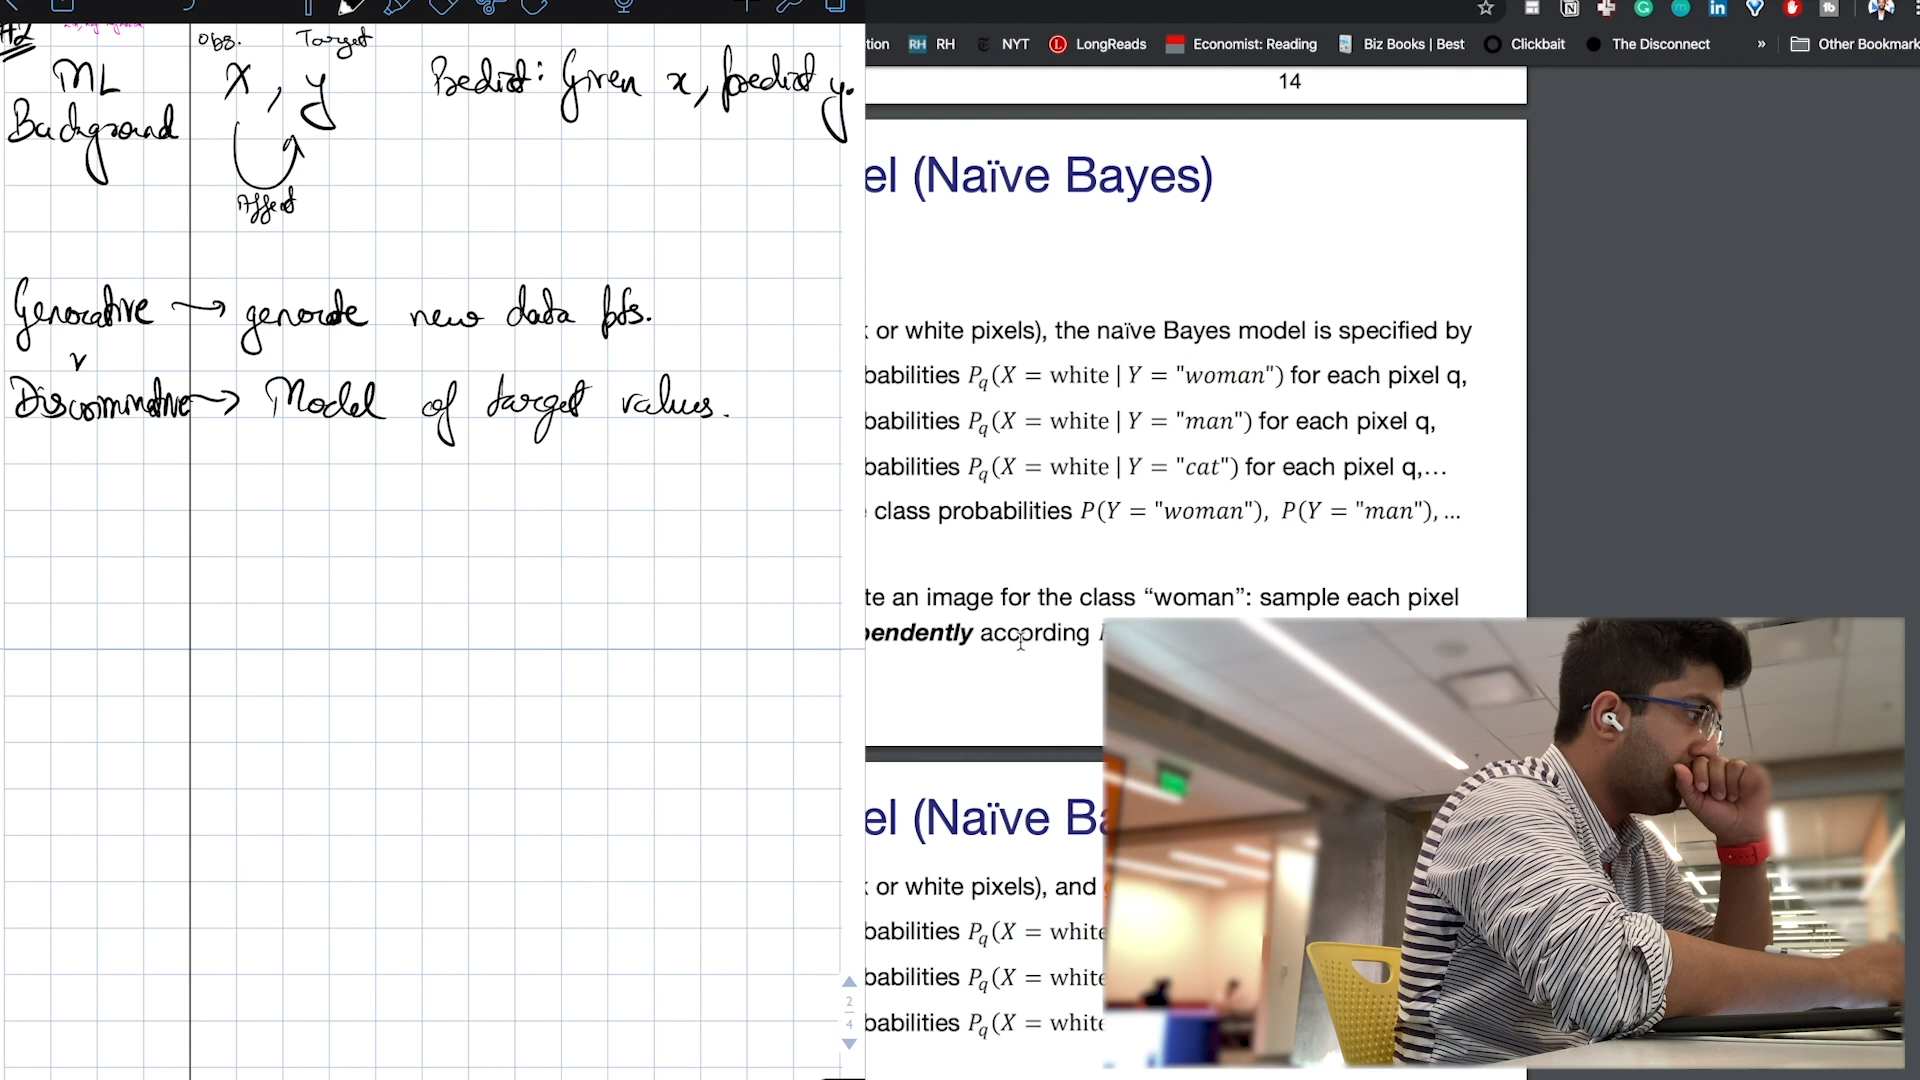 #2
Obs. Target
ML X, y Predict: Given x, predict y.
Background
Affect
Generative → generate new data pts.
v
Discriminative → Model of target values.
2
4
tion RH RH NYT LongReads Economist: Reading Biz Books | Best Clickbait The Disconnect » Other Bookmark
14
el (Naïve Bayes)
or white pixels), the naïve Bayes model is specified by
babilities Pq(X = white | Y = "woman") for each pixel q,
babilities Pq(X = white | Y = "man") for each pixel q,
babilities Pq(X = white | Y = "cat") for each pixel q,…
class probabilities P(Y = "woman"), P(Y = "man"), …
te an image for the class “woman”: sample each pixel
pendently according
el (Naïve Ba
or white pixels), and
babilities Pq(X = white
babilities Pq(X = white
babilities Pq(X = white